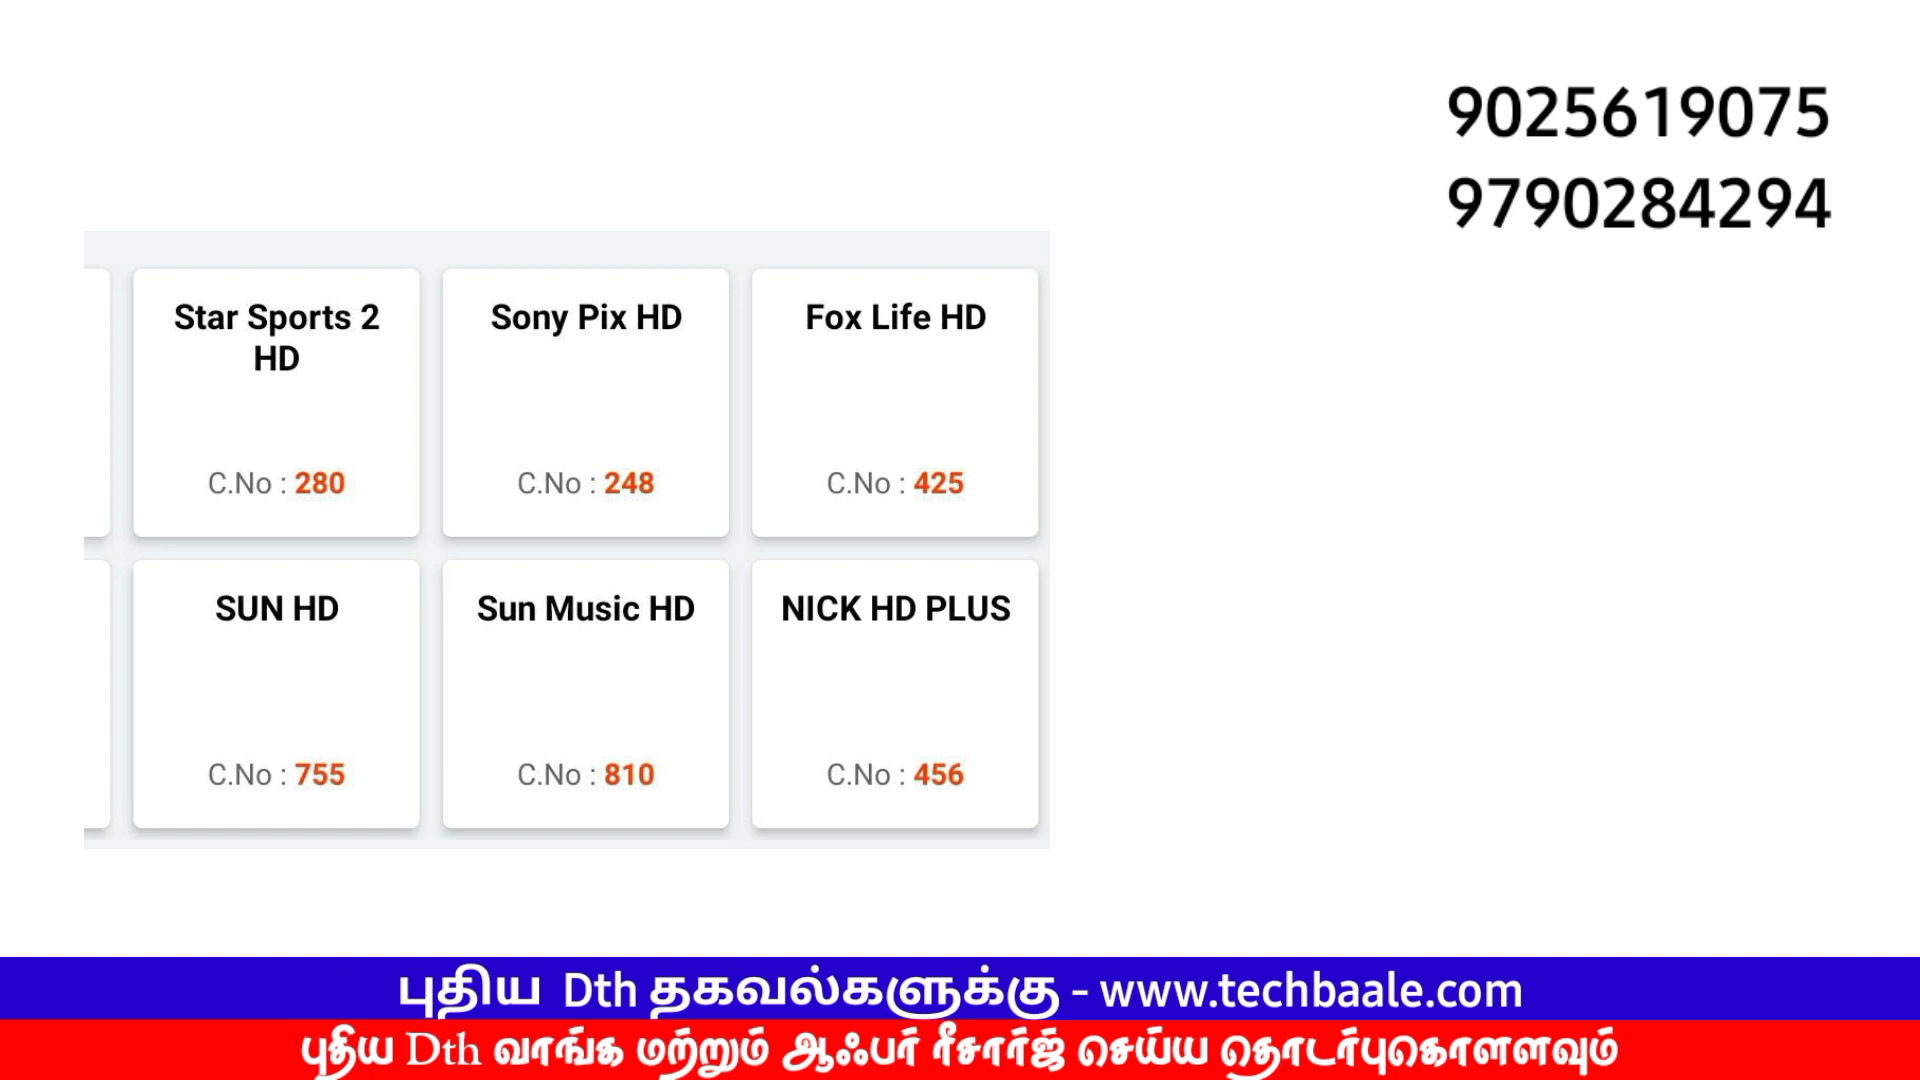 9025619075
9790284294
Star Sports 2
HD
C.No : 280
Sony Pix HD
C.No : 248
Fox Life HD
C.No : 425
SUN HD
C.No : 755
Sun Music HD
C.No : 810
NICK HD PLUS
C.No : 456
புதிய Dth தகவல்களுக்கு - www.techbaale.com
புதிய Dth வாங்க மற்றும் ஆஃபர் ரீசார்ஜ் செய்ய தொடர்புகொளளவும்